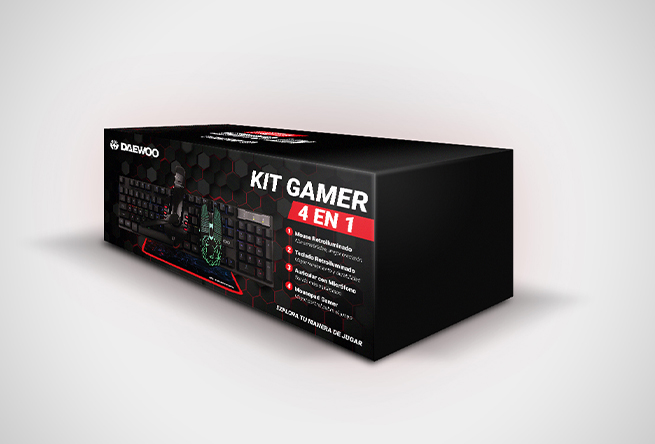 DAEWOO
KIT GAMER
4 EN 1
1 Mouse Retroiluminado
2 Teclado Retroiluminado
3 Auricular con Micrófono
4 Mousepad Gamer
EXPLORA TU MANERA DE JUGAR